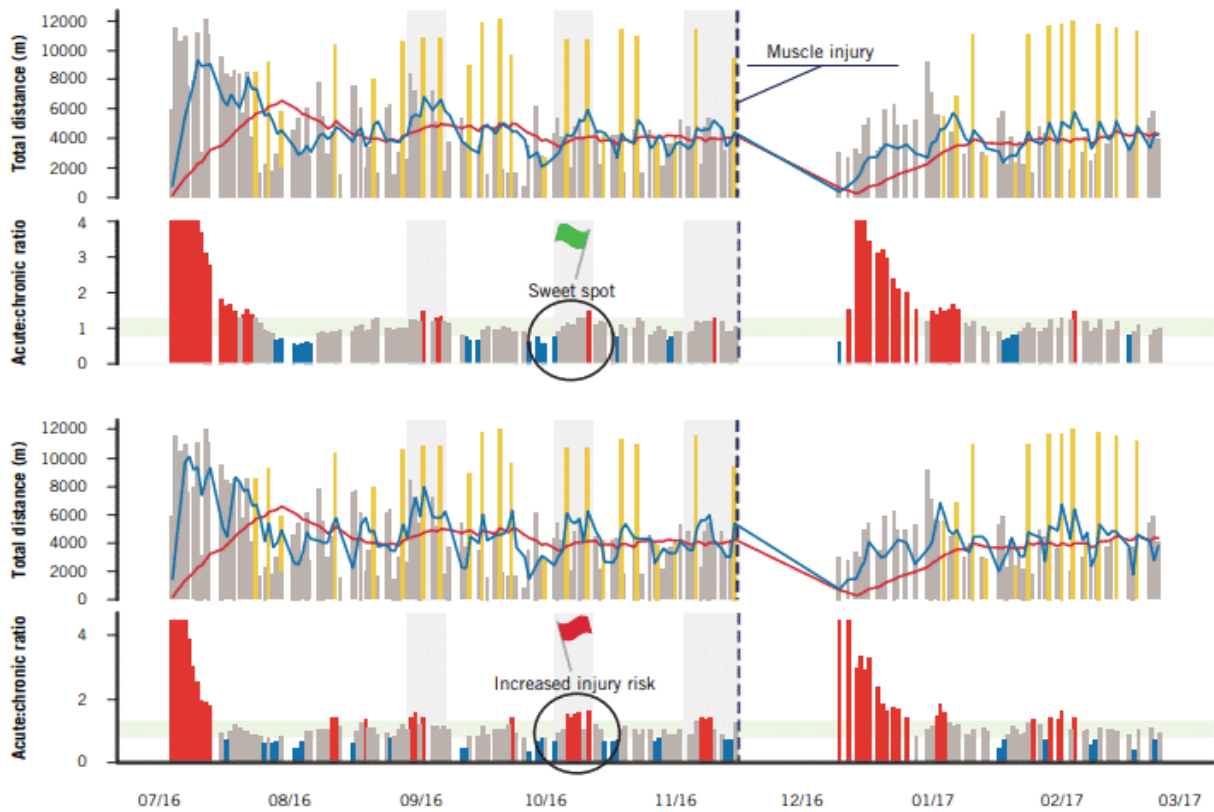 Total distance (m)
12000
10000
8000
6000
4000
2000
0
Muscle injury
Acute:chronic ratio
4
3
2
1
0
Sweet spot
Total distance (m)
12000
10000
8000
6000
4000
2000
0
Acute:chronic ratio
4
2
0
Increased injury risk
07/16 08/16 09/16 10/16 11/16 12/16 01/17 02/17 03/17